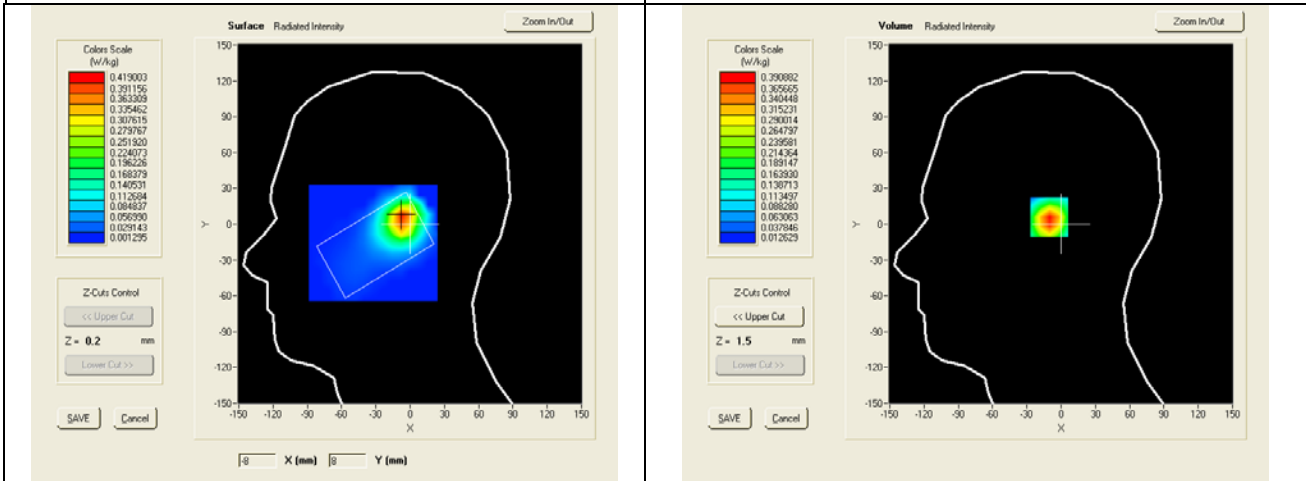 Surface Radiated Intensity
Zoom In/Out
Colors Scale
(W/kg)
0.419003
0.391156
0.363309
0.335462
0.307615
0.279767
0.251920
0.224073
0.196226
0.168379
0.140531
0.112684
0.084837
0.056990
0.029143
0.001295
150
120
90
60
30
0
-30
-60
-90
-120
-150
Y
-150 -120 -90 -60 -30 0 30 60 90 120 150
X
Z-Cuts Control
<< Upper Cut
Z = 0.2 mm
Lower Cut >>
SAVE Cancel
-8 X (mm) 8 Y (mm)
Volume Radiated Intensity
Zoom In/Out
Colors Scale
(W/kg)
0.390882
0.365665
0.340448
0.315231
0.290014
0.264797
0.239581
0.214364
0.189147
0.163930
0.138713
0.113497
0.088280
0.063063
0.037846
0.012629
150
120
90
60
30
0
-30
-60
-90
-120
-150
Y
-150 -120 -90 -60 -30 0 30 60 90 120 150
X
Z-Cuts Control
<< Upper Cut
Z = 1.5 mm
Lower Cut >>
SAVE Cancel